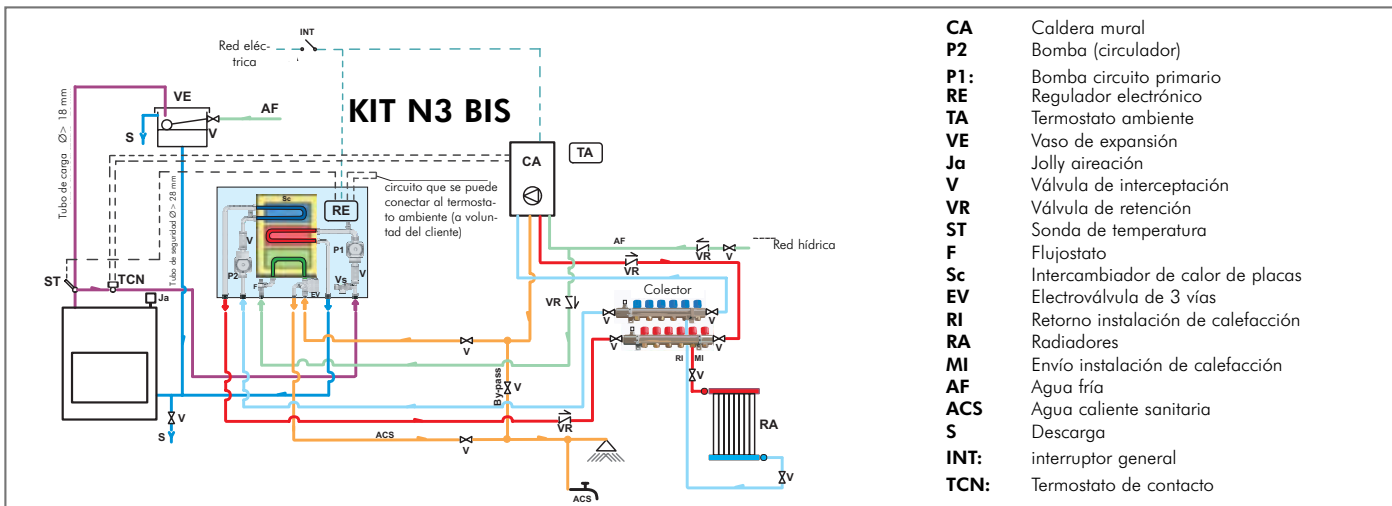 INT
Red eléc-
trica
VE
AF
V
S
KIT N3 BIS
Tubo de carga Ø> 18 mm
Tubo de seguridad Ø> 28 mm
CA
TA
circuito que se puede
conectar al termosta-
to ambiente (a volun-
tad del cliente)
Sc
RE
V
P1
P2
F
EV
Vs
V
ST
TCN
Ja
AF
VR
V
Red hídrica
VR
VR
Colector
V
V
V
V
RI
MI
V
V
By-pass
V
VR
RA
V
ACS
V
V
S
ACS
CA Caldera mural
P2 Bomba (circulador)
P1: Bomba circuito primario
RE Regulador electrónico
TA Termostato ambiente
VE Vaso de expansión
Ja Jolly aireación
V Válvula de interceptación
VR Válvula de retención
ST Sonda de temperatura
F Flujostato
Sc Intercambiador de calor de placas
EV Electroválvula de 3 vías
RI Retorno instalación de calefacción
RA Radiadores
MI Envío instalación de calefacción
AF Agua fría
ACS Agua caliente sanitaria
S Descarga
INT: interruptor general
TCN: Termostato de contacto